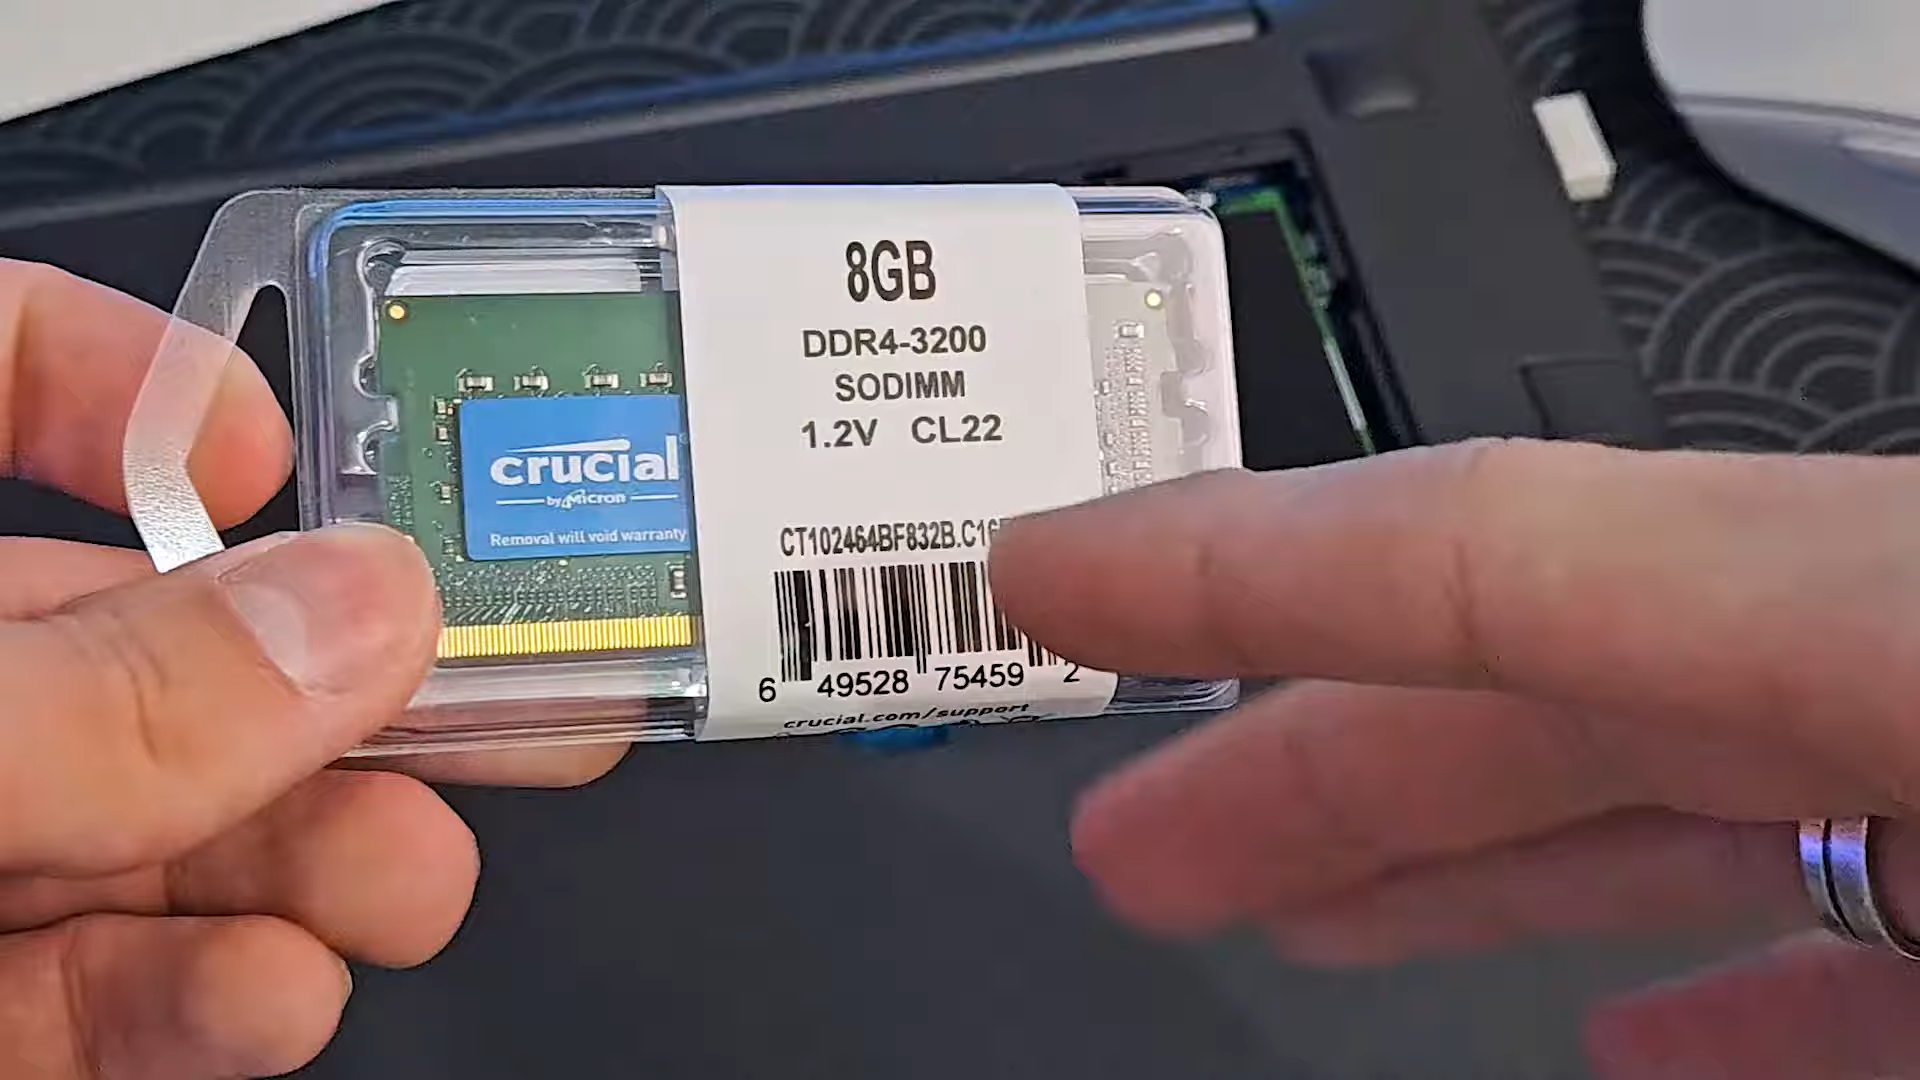 8GB
DDR4-3200
SODIMM
1.2V CL22
crucial
by Micron
Removal will void warranty
CT102464BF832B.C16
6 49528 75459 2
crucial.com/support